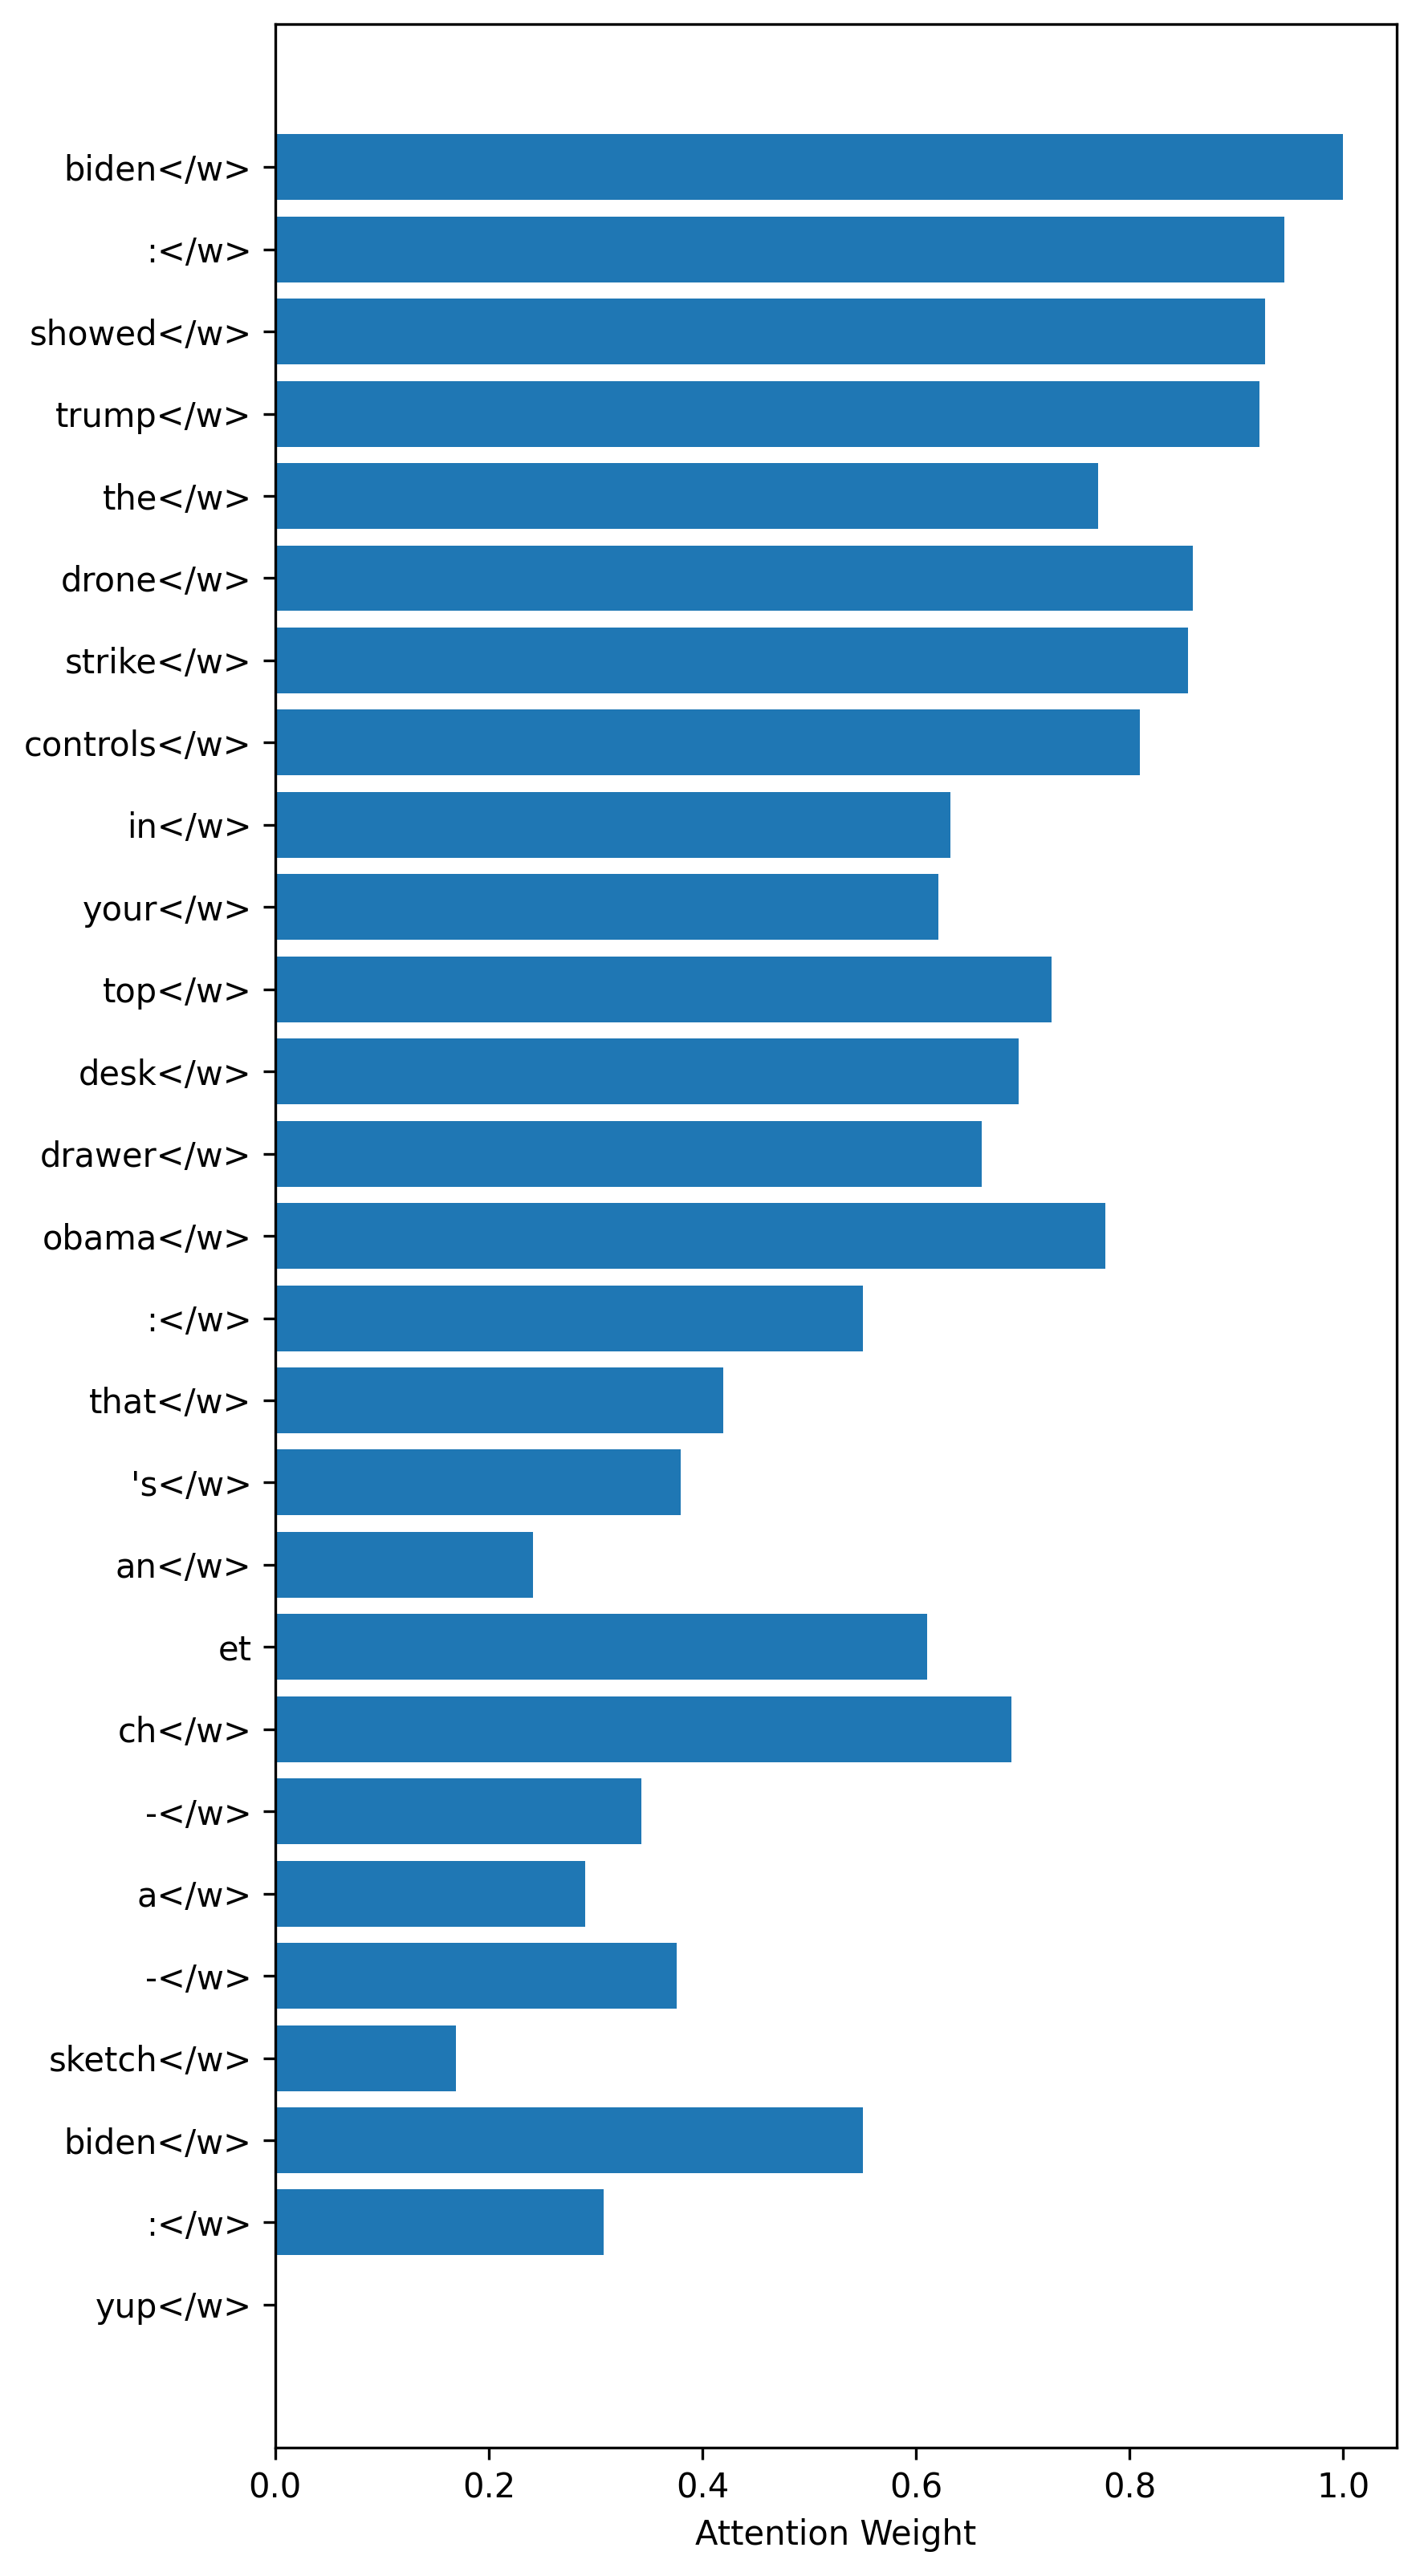 biden</w>
:</w>
showed</w>
trump</w>
the</w>
drone</w>
strike</w>
controls</w>
in</w>
your</w>
top</w>
desk</w>
drawer</w>
obama</w>
:</w>
that</w>
's</w>
an</w>
et
ch</w>
-</w>
a</w>
-</w>
sketch</w>
biden</w>
:</w>
yup</w>
0.0 0.2 0.4 0.6 0.8 1.0
Attention Weight